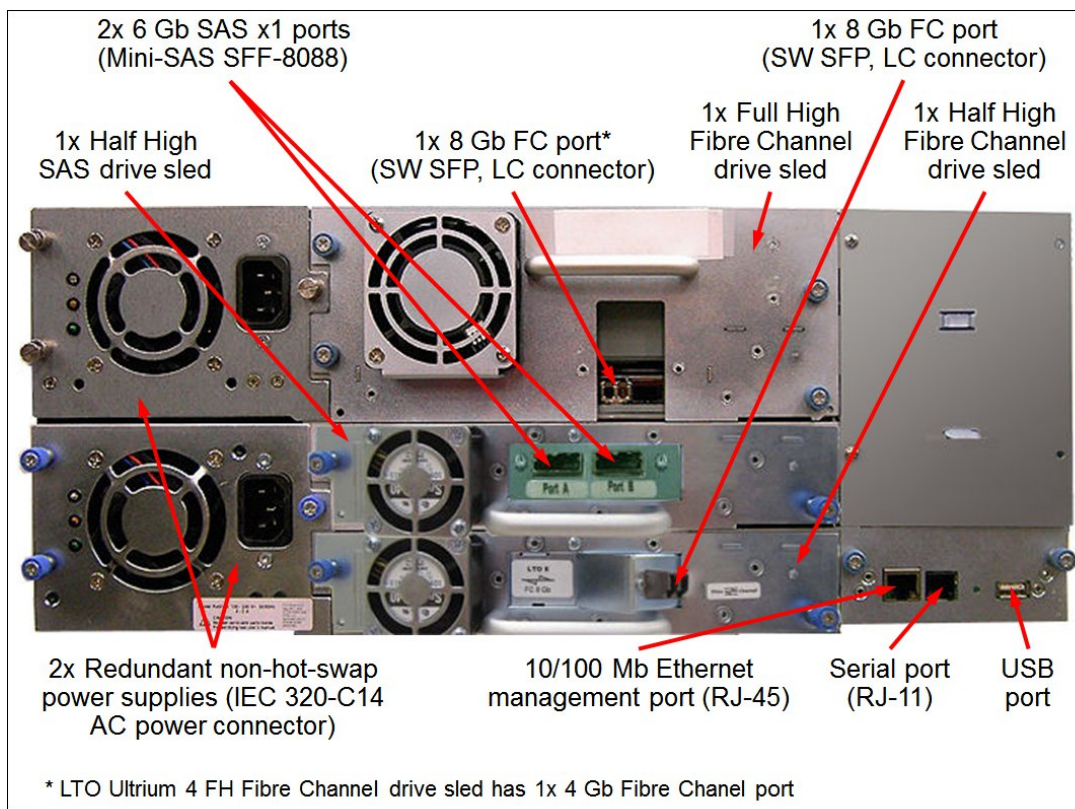 2x 6 Gb SAS x1 ports
(Mini-SAS SFF-8088)
1x 8 Gb FC port
(SW SFP, LC connector)
1x Half High
SAS drive sled
1x 8 Gb FC port*
(SW SFP, LC connector)
1x Full High
Fibre Channel
drive sled
1x Half High
Fibre Channel
drive sled
Port A
Port B
LTO 5
FC 8 Gb
2x Redundant non-hot-swap
power supplies (IEC 320-C14
AC power connector)
10/100 Mb Ethernet
management port (RJ-45)
Serial port
(RJ-11)
USB
port
* LTO Ultrium 4 FH Fibre Channel drive sled has 1x 4 Gb Fibre Chanel port